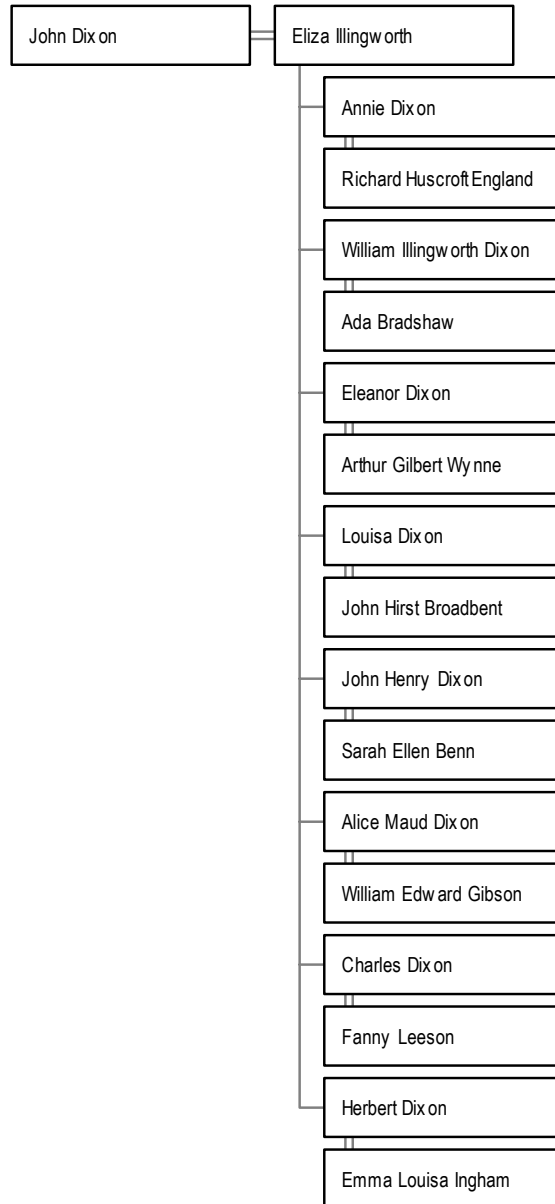 John Dixon
Eliza Illingworth
Annie Dixon
Richard Huscroft England
William Illingworth Dixon
Ada Bradshaw
Eleanor Dixon
Arthur Gilbert Wynne
Louisa Dixon
John Hirst Broadbent
John Henry Dixon
Sarah Ellen Benn
Alice Maud Dixon
William Edward Gibson
Charles Dixon
Fanny Leeson
Herbert Dixon
Emma Louisa Ingham